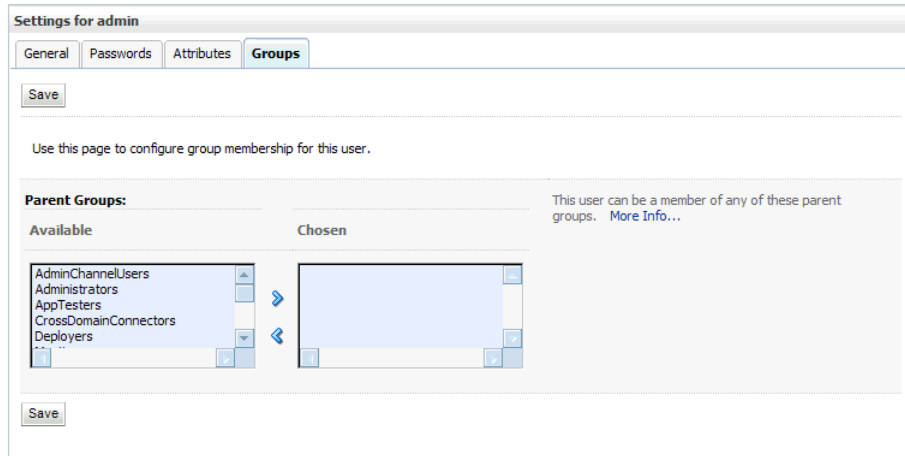 Settings for admin
General Passwords Attributes Groups
Save
Use this page to configure group membership for this user.
Parent Groups:
Available Chosen
This user can be a member of any of these parent
groups. More Info...
AdminChannelUsers
Administrators
AppTesters
CrossDomainConnectors
Deployers
Save